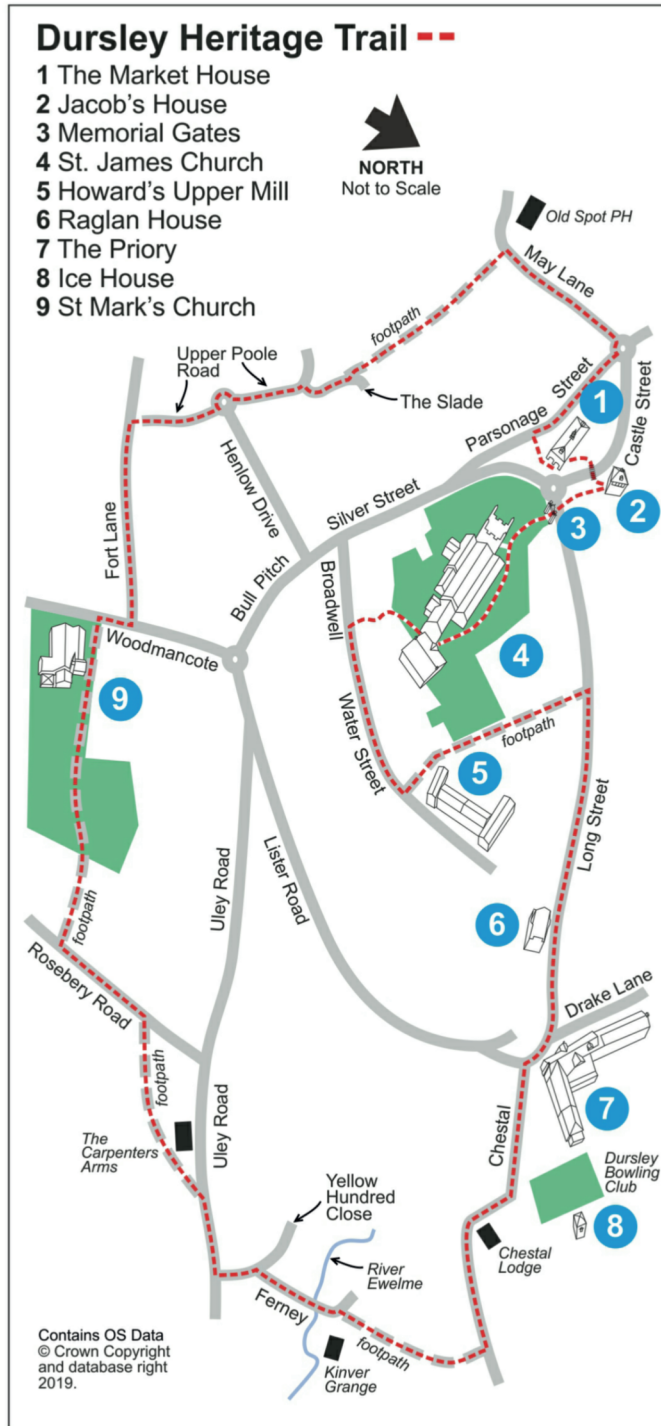 Dursley Heritage Trail
1 The Market House
2 Jacob's House
3 Memorial Gates
4 St. James Church
5 Howard's Upper Mill
6 Raglan House
7 The Priory
8 Ice House
9 St Mark's Church
NORTH
Not to Scale
Old Spot PH
May Lane
footpath
Upper Poole
Road
The Slade
Parsonage Street
1
Castle Street
Henlow Drive
Silver Street
2
3
Fort Lane
Bull Pitch
Broadwell
Woodmancote
4
9
Water Street
footpath
5
Long Street
Uley Road
Lister Road
6
footpath
Rosebery Road
Drake Lane
footpath
7
The
Carpenters
Arms
Uley Road
Chestal
Dursley
Bowling
Club
8
Yellow
Hundred
Close
Chestal
Lodge
River
Ewelme
Ferney
footpath
Kinver
Grange
Contains OS Data
© Crown Copyright
and database right
2019.